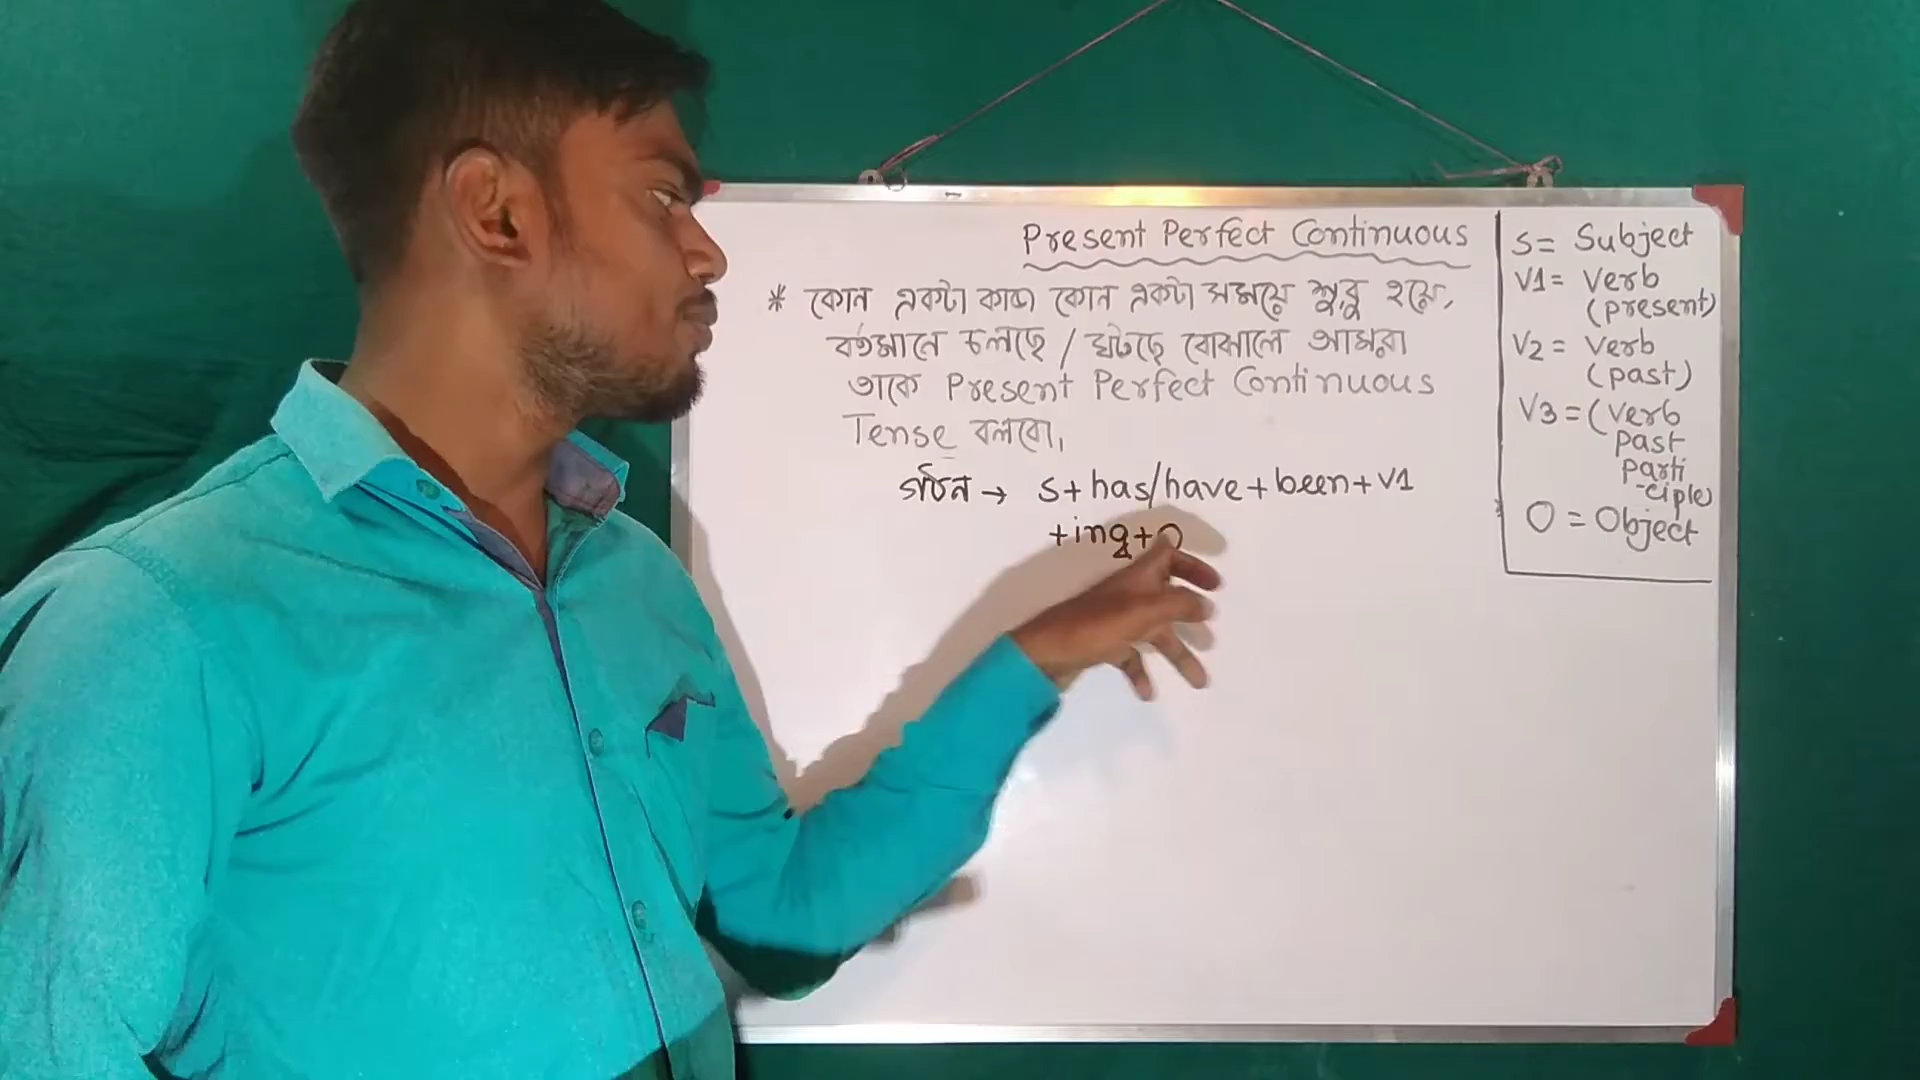 Present Perfect Continuous
* কোন একটা কাজ কোন একটা সময়ে শুরু হয়ে,
বর্তমানে চলছে / ঘটছে বোঝালে আমরা
তাকে Present Perfect Continuous
Tense বলবো,
গঠন → S+has/have+been+V1
+ing+O
S= Subject
V1= Verb
(present)
V2= Verb
(past)
V3=(Verb
past
parti
-ciple)
O=Object